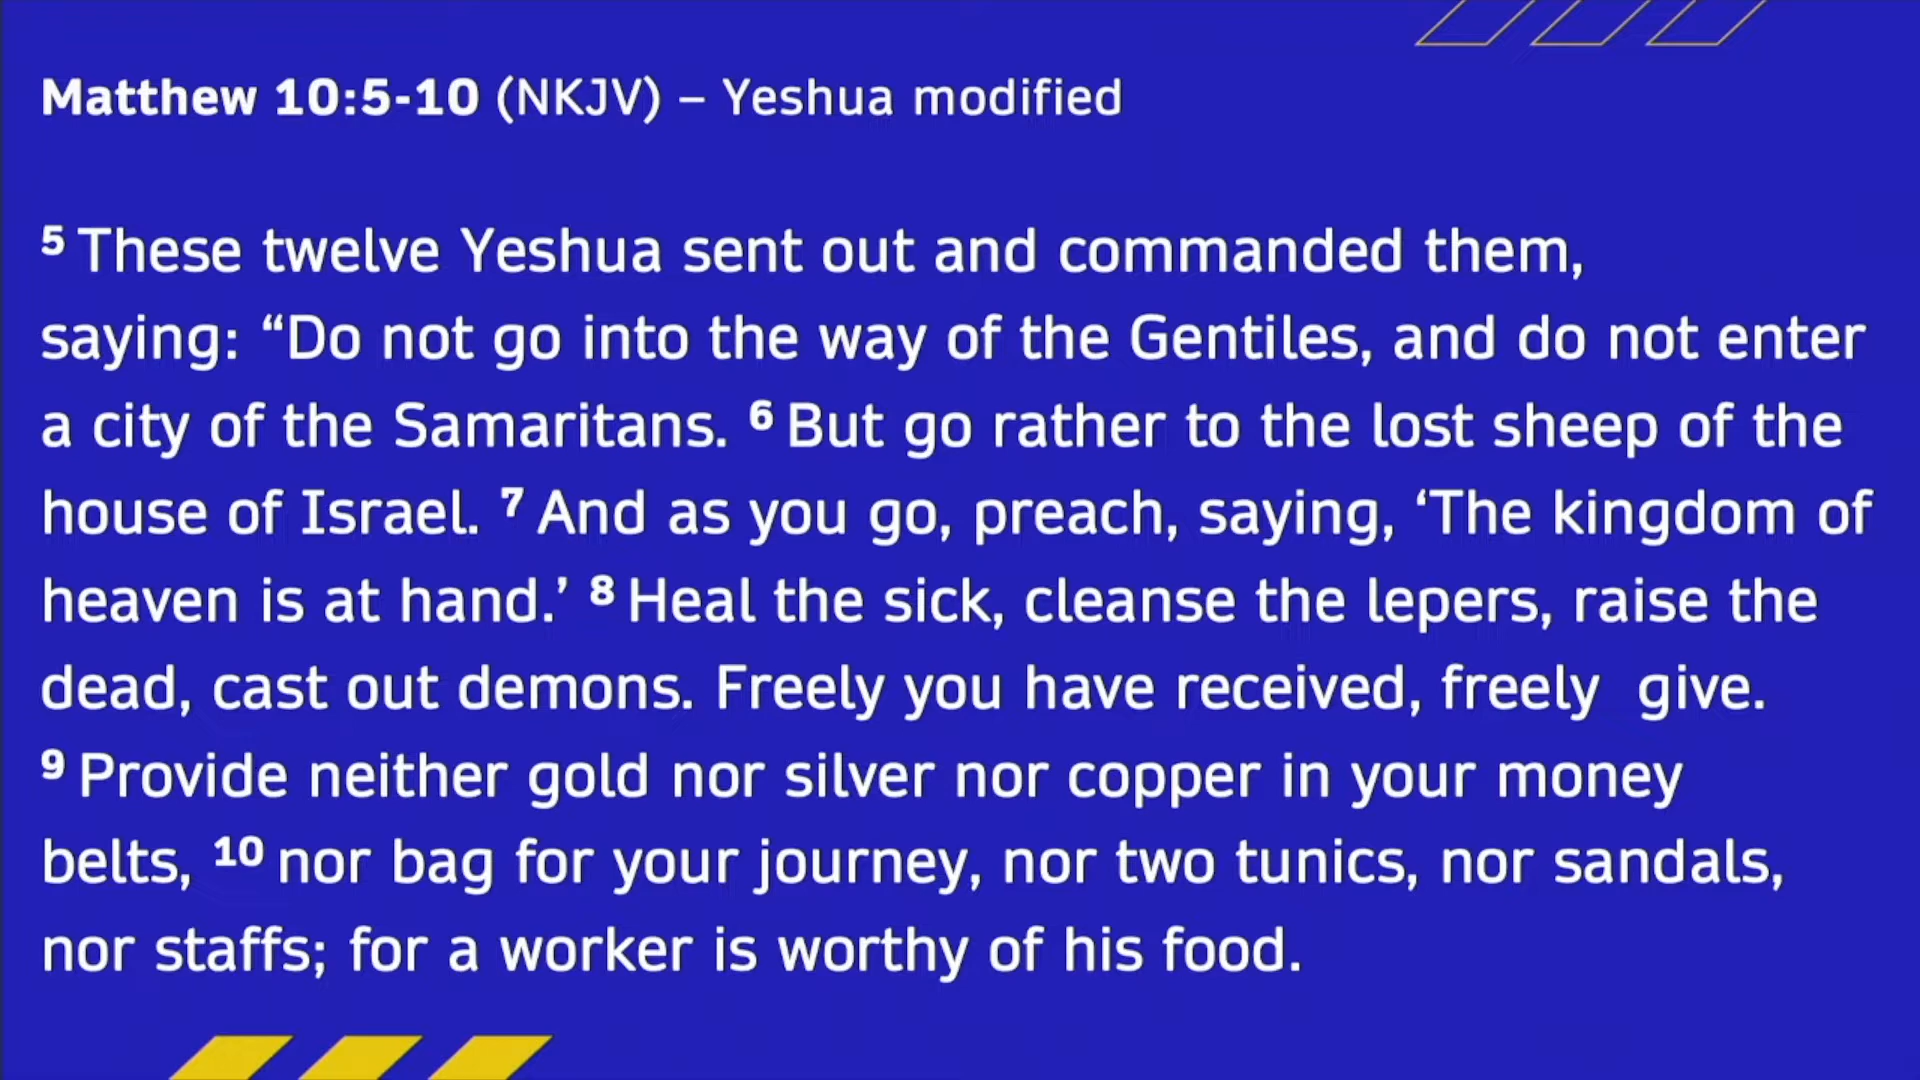 Matthew 10:5-10 (NKJV) – Yeshua modified
5 These twelve Yeshua sent out and commanded them,
saying: “Do not go into the way of the Gentiles, and do not enter
a city of the Samaritans. 6 But go rather to the lost sheep of the
house of Israel. 7 And as you go, preach, saying, ‘The kingdom of
heaven is at hand.’ 8 Heal the sick, cleanse the lepers, raise the
dead, cast out demons. Freely you have received, freely  give.
9 Provide neither gold nor silver nor copper in your money
belts, 10 nor bag for your journey, nor two tunics, nor sandals,
nor staffs; for a worker is worthy of his food.